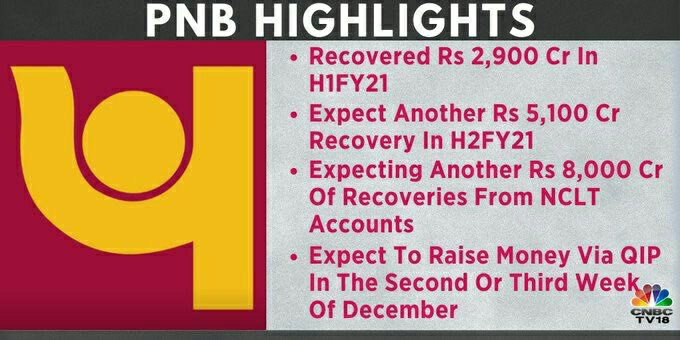 PNB HIGHLIGHTS
• Recovered Rs 2,900 Cr In
H1FY21
• Expect Another Rs 5,100 Cr
Recovery In H2FY21
• Expecting Another Rs 8,000 Cr
Of Recoveries From NCLT
Accounts
• Expect To Raise Money Via QIP
In The Second Or Third Week
Of December
CNBC
TV18